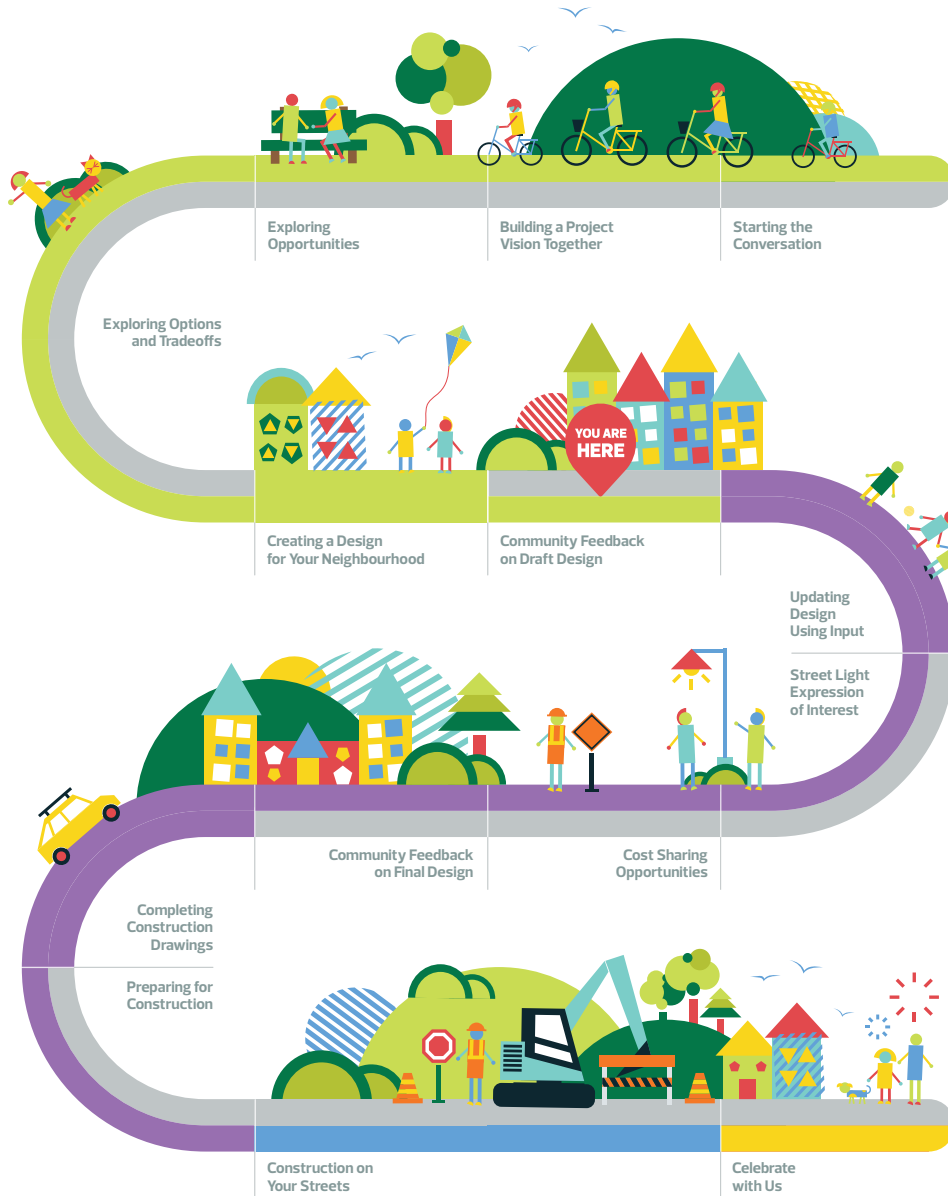 Exploring
Opportunities
Building a Project
Vision Together
Starting the
Conversation
Exploring Options
and Tradeoffs
YOU ARE
HERE
Creating a Design
for Your Neighbourhood
Community Feedback
on Draft Design
Updating
Design
Using Input
Street Light
Expression
of Interest
Community Feedback
on Final Design
Cost Sharing
Opportunities
Completing
Construction
Drawings
Preparing for
Construction
Construction on
Your Streets
Celebrate
with Us